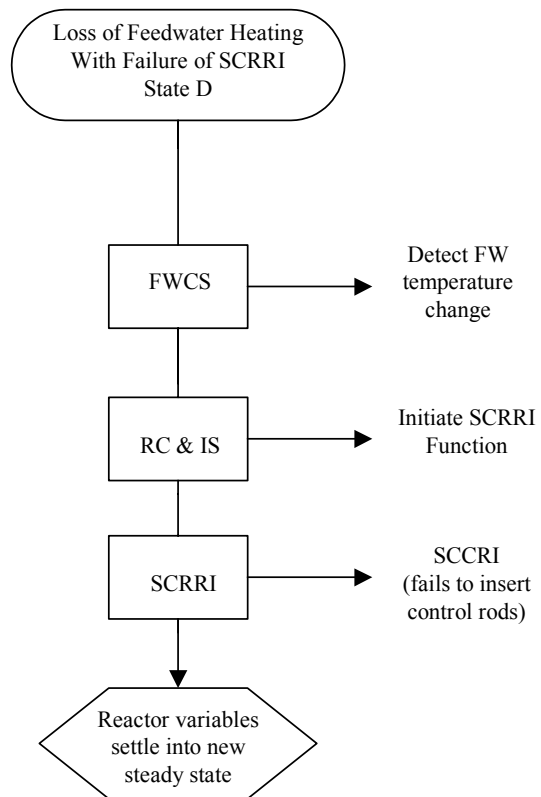 Loss of Feedwater Heating
With Failure of SCRRI
State D
FWCS
Detect FW
temperature
change
RC & IS
Initiate SCRRI
Function
SCRRI
SCCRI
(fails to insert
control rods)
Reactor variables
settle into new
steady state